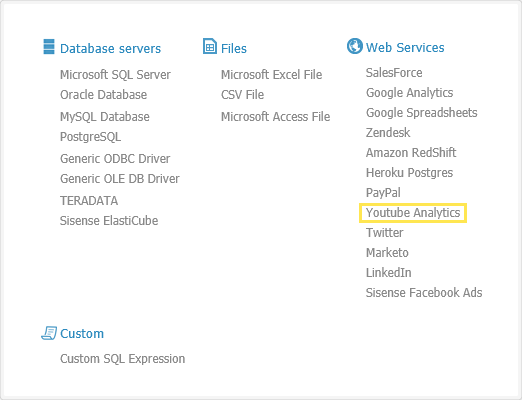 Database servers
Microsoft SQL Server
Oracle Database
MySQL Database
PostgreSQL
Generic ODBC Driver
Generic OLE DB Driver
TERADATA
Sisense ElastiCube
Files
Microsoft Excel File
CSV File
Microsoft Access File
Web Services
SalesForce
Google Analytics
Google Spreadsheets
Zendesk
Amazon RedShift
Heroku Postgres
PayPal
Youtube Analytics
Twitter
Marketo
LinkedIn
Sisense Facebook Ads
Custom
Custom SQL Expression